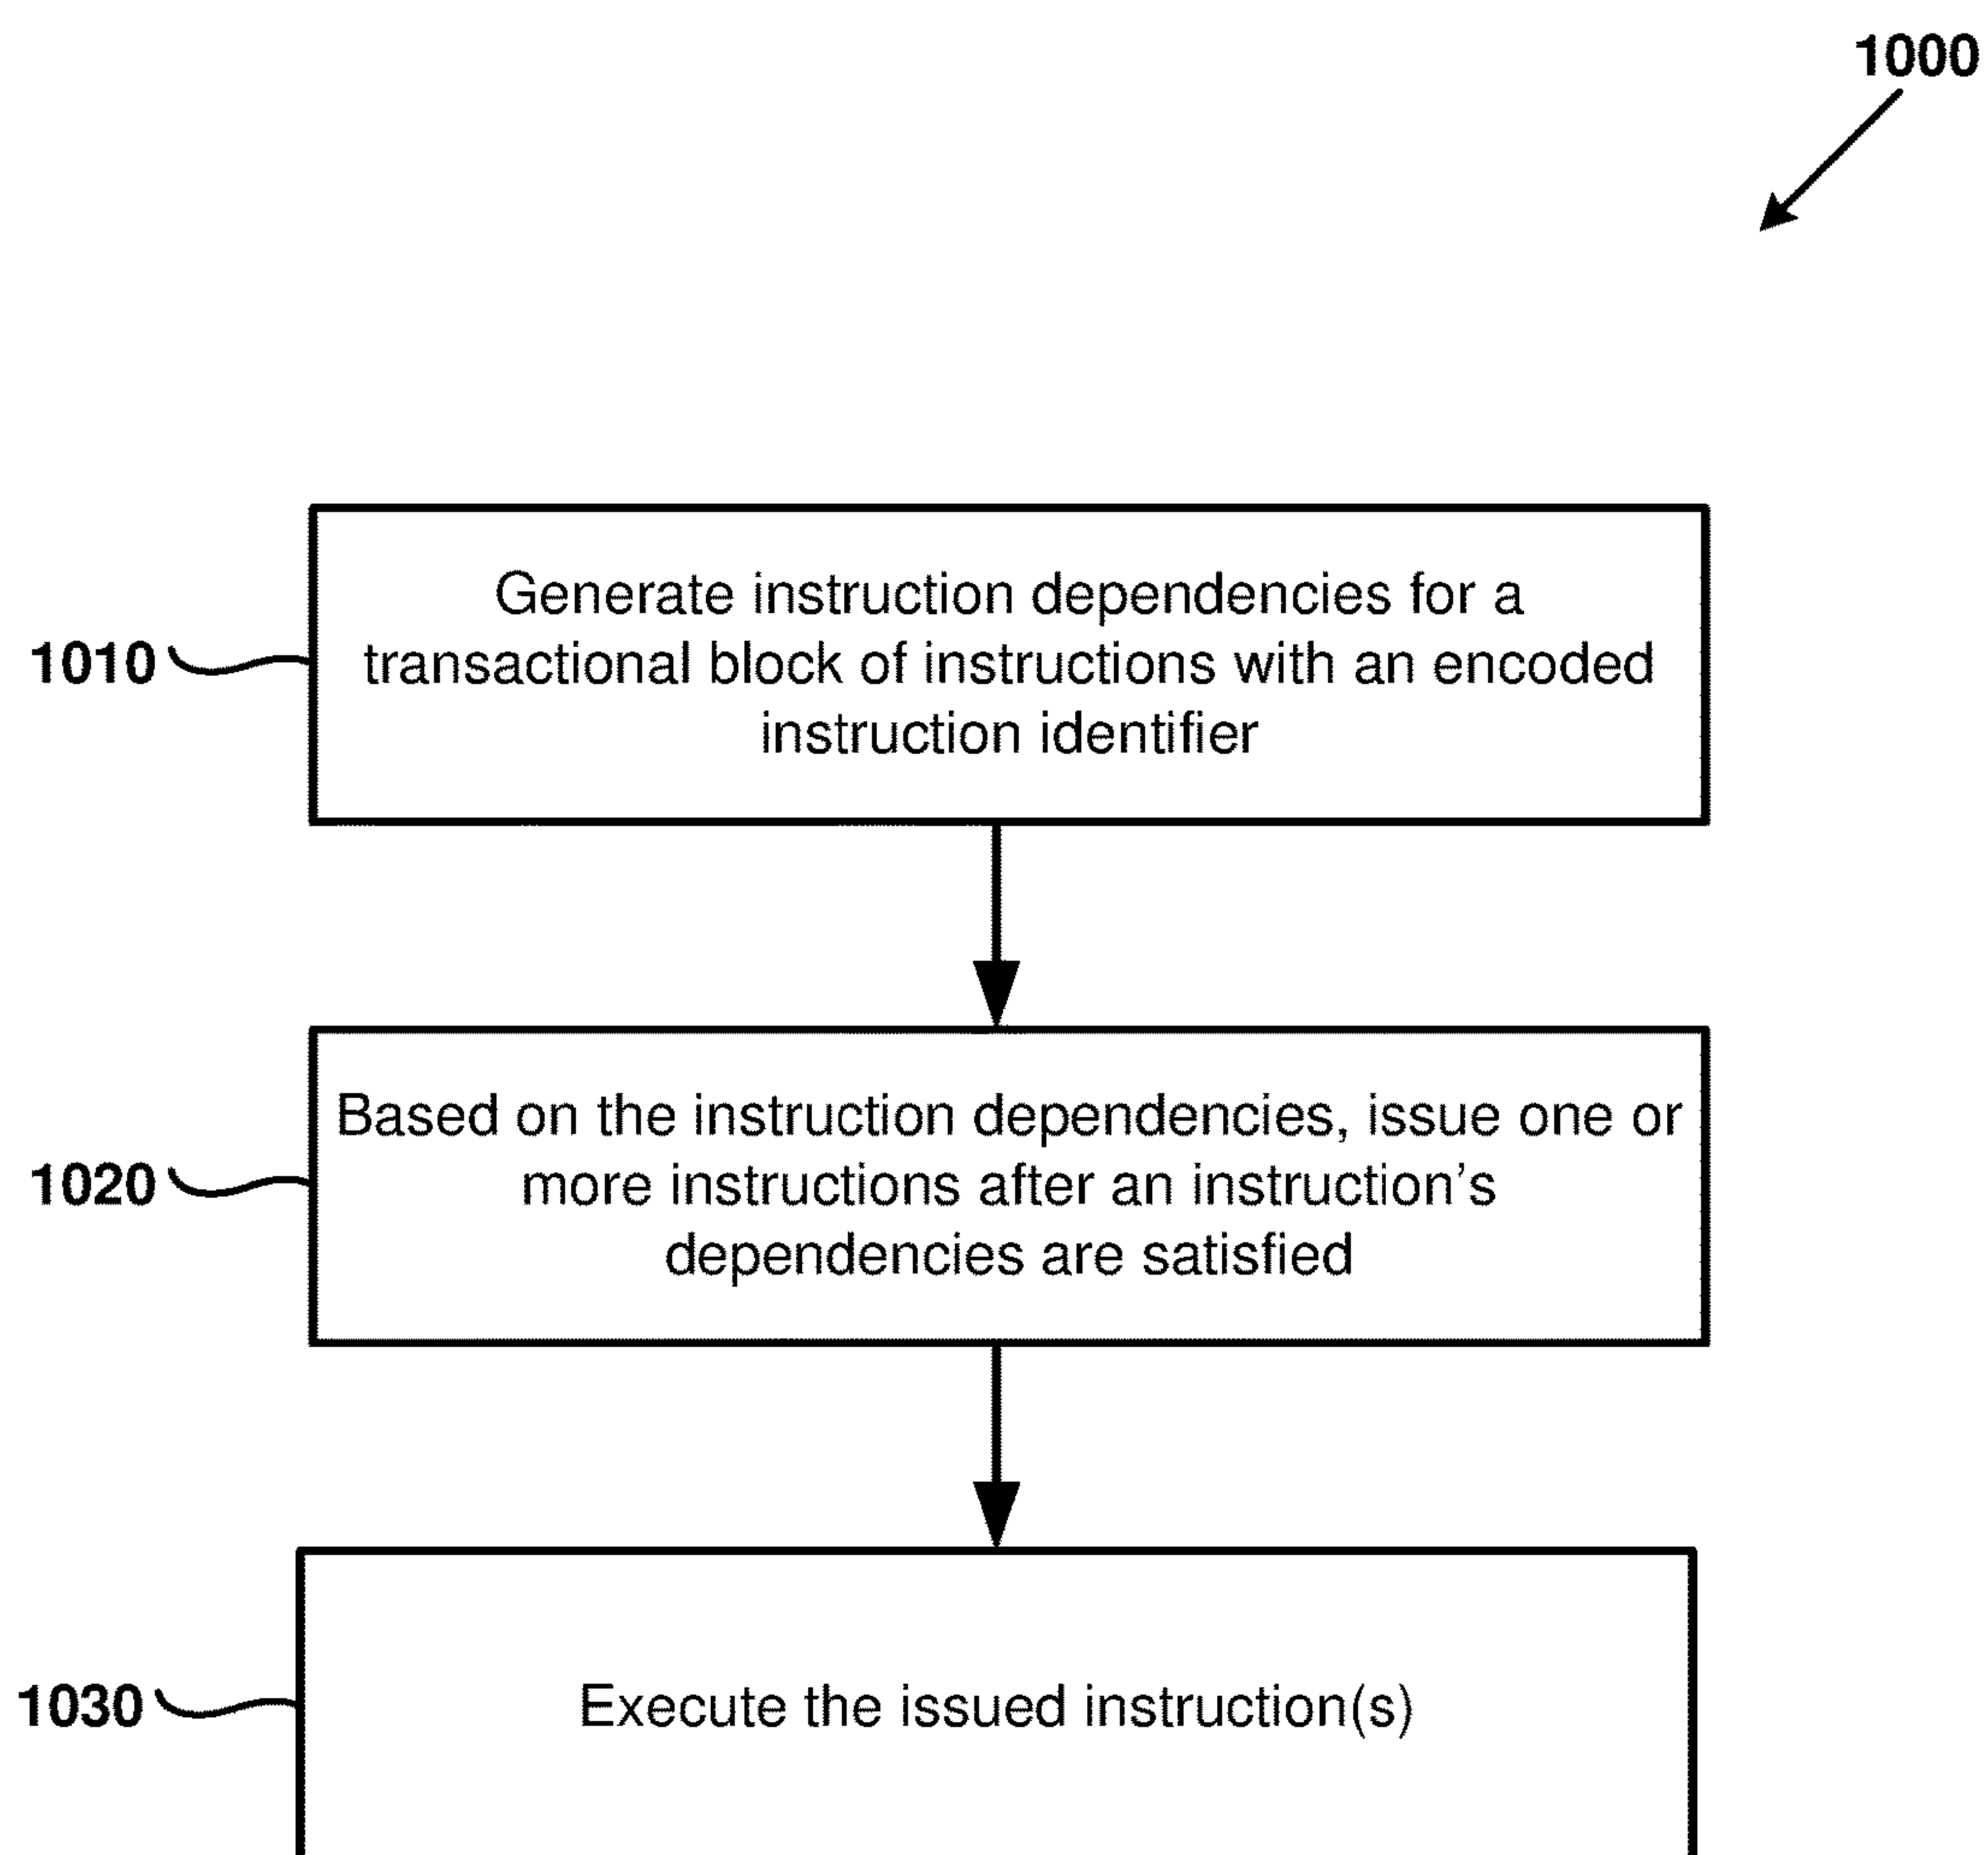 1000
Generate instruction dependencies for a
1010
transactional block of instructions with an encoded
instruction identifier
Based on the instruction dependencies, issue one or
1020
more instructions after an instruction’s
dependencies are satisfied
1030
Execute the issued instruction(s)